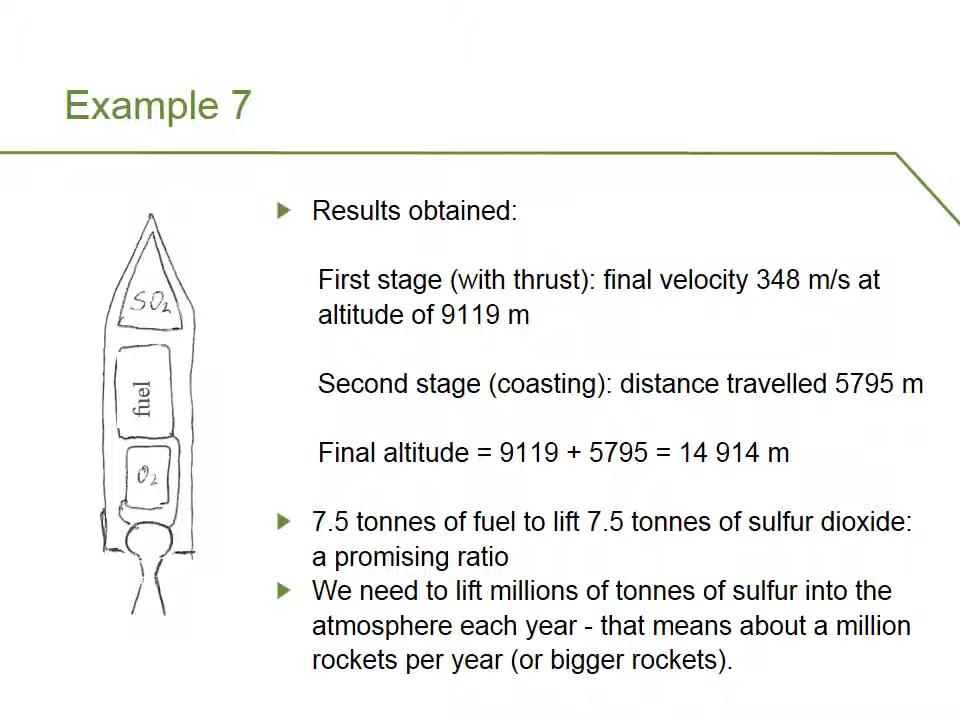 Example 7
Results obtained:
First stage (with thrust): final velocity 348 m/s at
altitude of 9119 m
Second stage (coasting): distance travelled 5795 m
Final altitude = 9119 + 5795 = 14 914 m
7.5 tonnes of fuel to lift 7.5 tonnes of sulfur dioxide:
a promising ratio
We need to lift millions of tonnes of sulfur into the
atmosphere each year - that means about a million
rockets per year (or bigger rockets).
SO₂
fuel
O₂